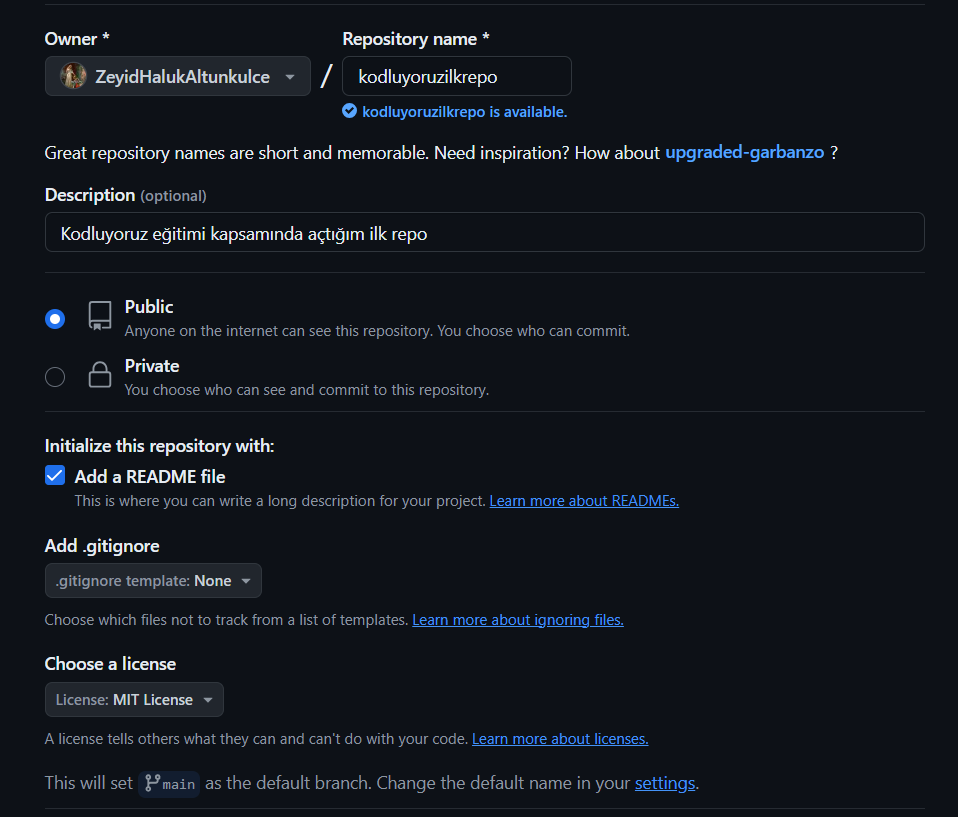 Owner *
Repository name *
ZeyidHalukAltunkulce / kodluyoruzilkrepo
kodluyoruzilkrepo is available.
Great repository names are short and memorable. Need inspiration? How about upgraded-garbanzo ?
Description (optional)
Kodluyoruz eğitimi kapsamında açtığım ilk repo
Public
Anyone on the internet can see this repository. You choose who can commit.
Private
You choose who can see and commit to this repository.
Initialize this repository with:
Add a README file
This is where you can write a long description for your project. Learn more about READMEs.
Add .gitignore
.gitignore template: None
Choose which files not to track from a list of templates. Learn more about ignoring files.
Choose a license
License: MIT License
A license tells others what they can and can't do with your code. Learn more about licenses.
This will set main as the default branch. Change the default name in your settings.